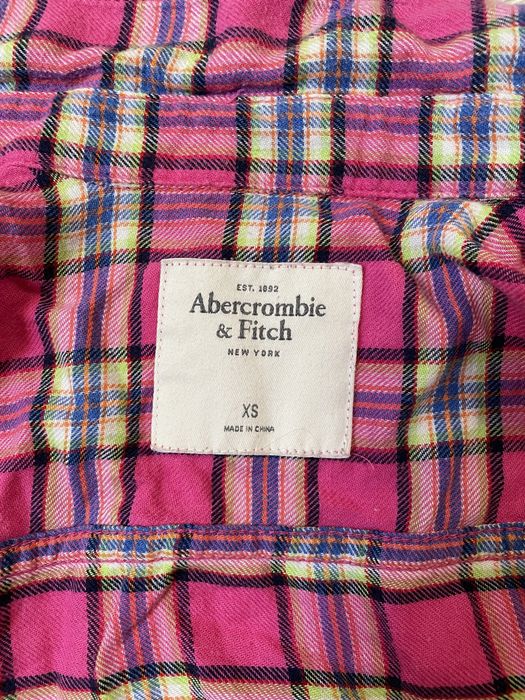 EST. 1892
Abercrombie
& Fitch
NEW YORK
XS
MADE IN CHINA